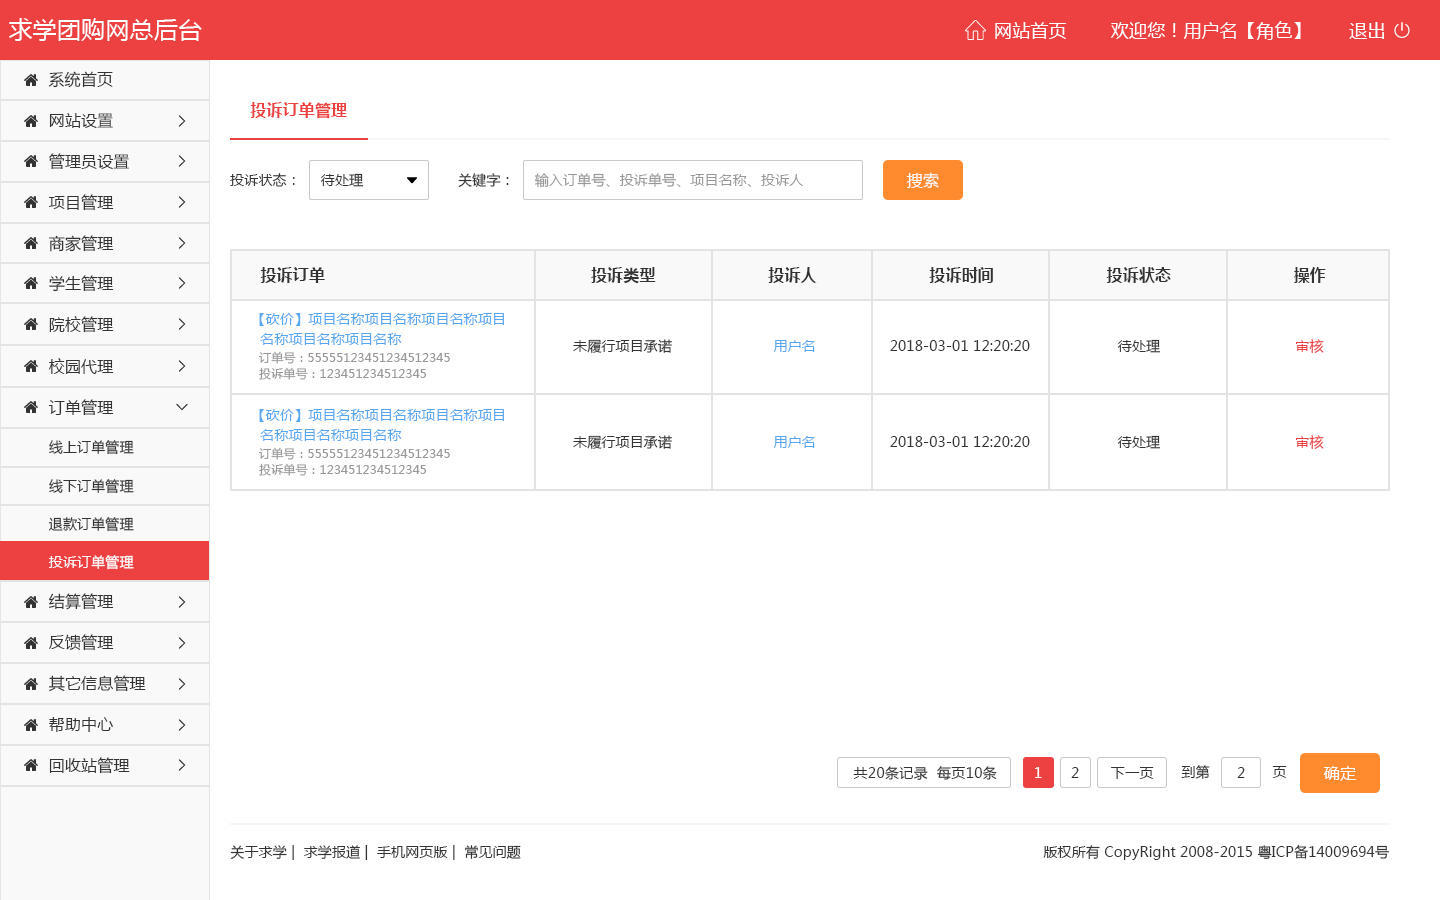 求学团购网总后台
网站首页
欢迎您！用户名【角色】
退出
系统首页
网站设置
管理员设置
项目管理
商家管理
学生管理
院校管理
校园代理
订单管理
线上订单管理
线下订单管理
退款订单管理
投诉订单管理
结算管理
反馈管理
其它信息管理
帮助中心
回收站管理
投诉订单管理
投诉状态： 待处理 关键字： 输入订单号、投诉单号、项目名称、投诉人 搜索
投诉订单 投诉类型 投诉人 投诉时间 投诉状态 操作
【砍价】项目名称项目名称项目名称项目
名称项目名称项目名称
订单号：55555123451234512345
投诉单号：123451234512345
未履行项目承诺 用户名 2018-03-01 12:20:20 待处理 审核
【砍价】项目名称项目名称项目名称项目
名称项目名称项目名称
订单号：55555123451234512345
投诉单号：123451234512345
未履行项目承诺 用户名 2018-03-01 12:20:20 待处理 审核
共20条记录 每页10条 1 2 下一页 到第 2 页 确定
关于求学 | 求学报道 | 手机网页版 | 常见问题
版权所有 CopyRight 2008-2015 粤ICP备14009694号